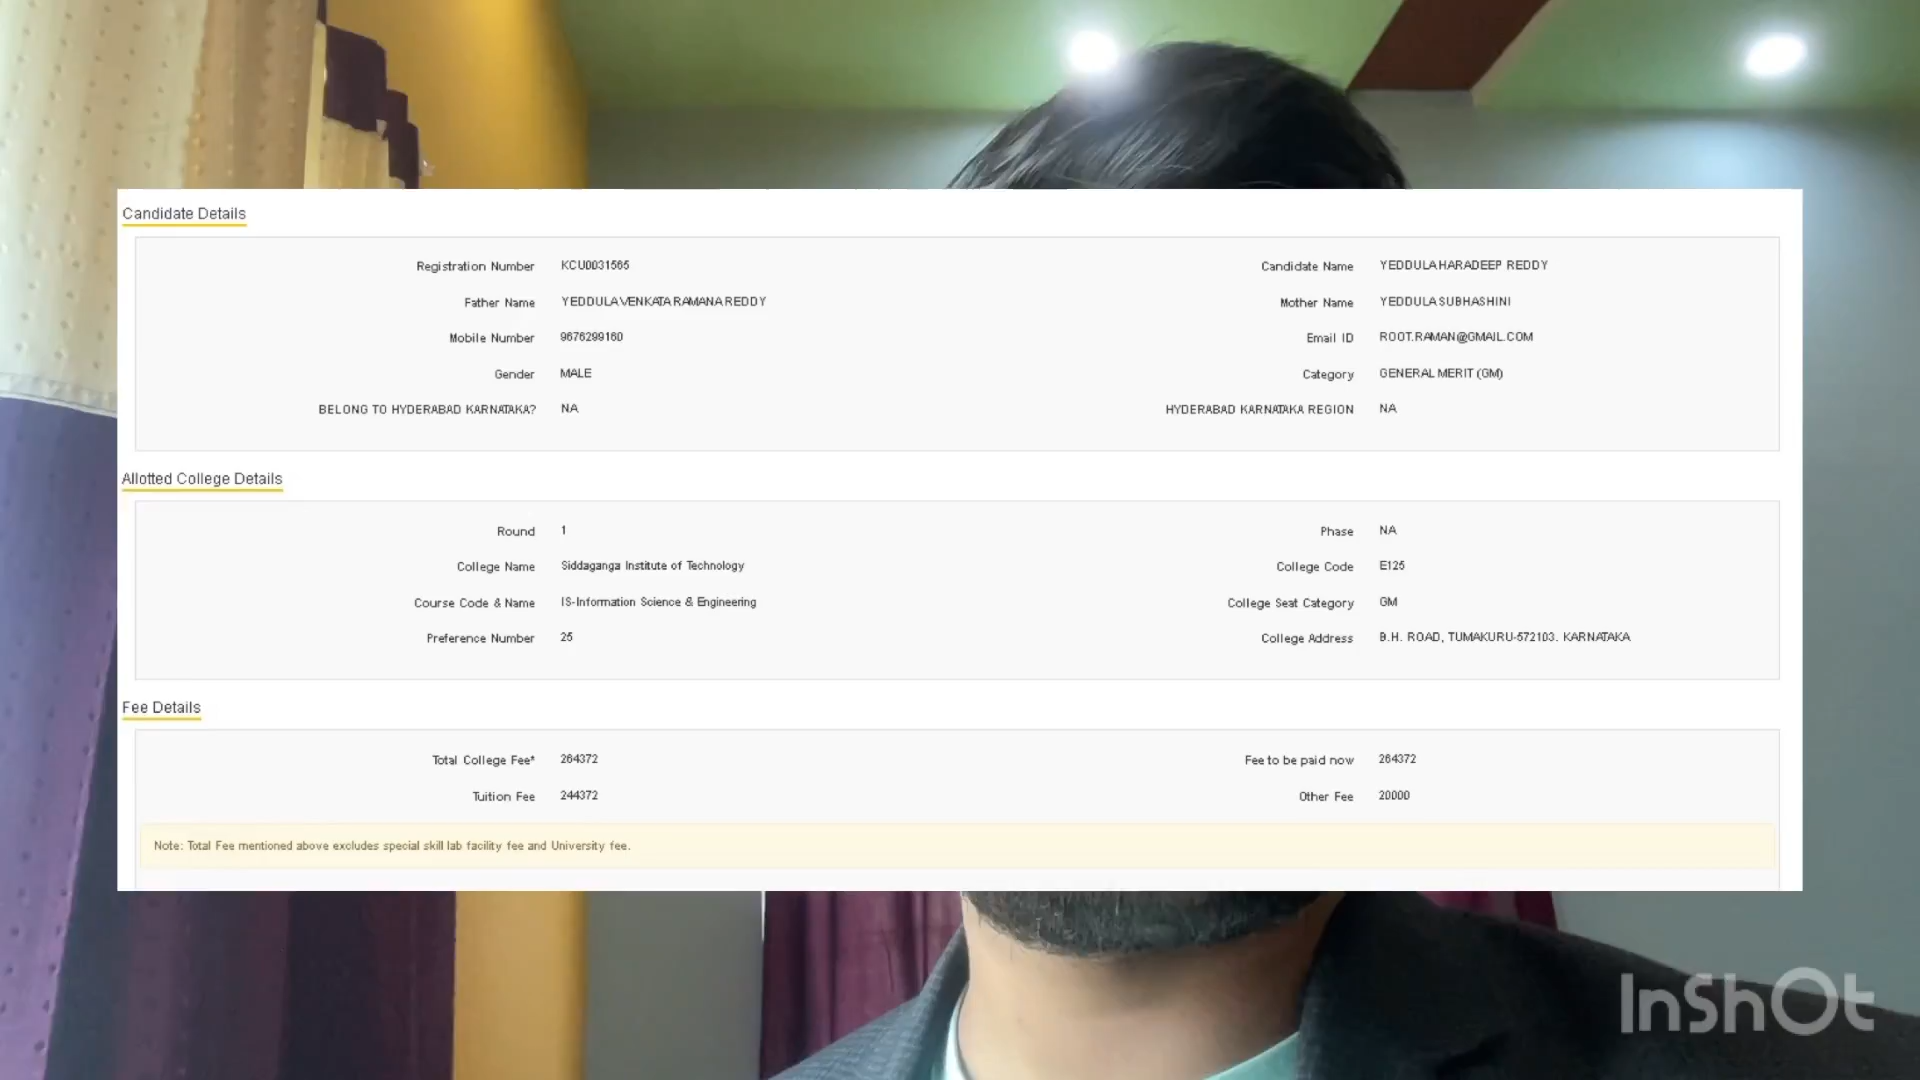 Candidate Details
Registration Number KCU0031565 Candidate Name YEDDULA HARADEEP REDDY
Father Name YEDDULA VENKATA RAMANA REDDY Mother Name YEDDULA SUBHASHINI
Mobile Number 9676299160 Email ID ROOT.RAMAN@GMAIL.COM
Gender MALE Category GENERAL MERIT (GM)
BELONG TO HYDERABAD KARNATAKA? NA HYDERABAD KARNATAKA REGION NA
Allotted College Details
Round 1 Phase NA
College Name Siddaganga Institute of Technology College Code E125
Course Code & Name IS-Information Science & Engineering College Seat Category GM
Preference Number 25 College Address B.H. ROAD, TUMAKURU-572103. KARNATAKA
Fee Details
Total College Fee* 264372 Fee to be paid now 264372
Tuition Fee 244372 Other Fee 20000
Note: Total Fee mentioned above excludes special skill lab facility fee and University fee.
InShOt